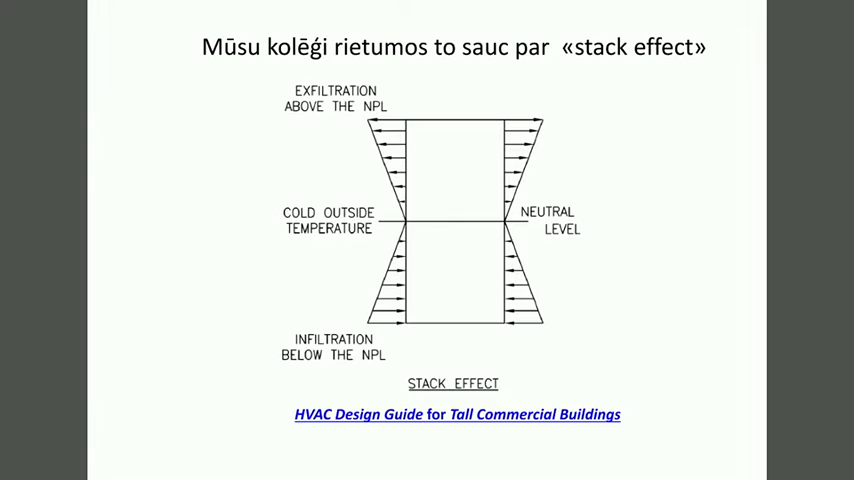 Mūsu kolēģi rietumos to sauc par «stack effect»
EXFILTRATION
ABOVE THE NPL
COLD OUTSIDE
TEMPERATURE
NEUTRAL
LEVEL
INFILTRATION
BELOW THE NPL
STACK EFFECT
HVAC Design Guide for Tall Commercial Buildings